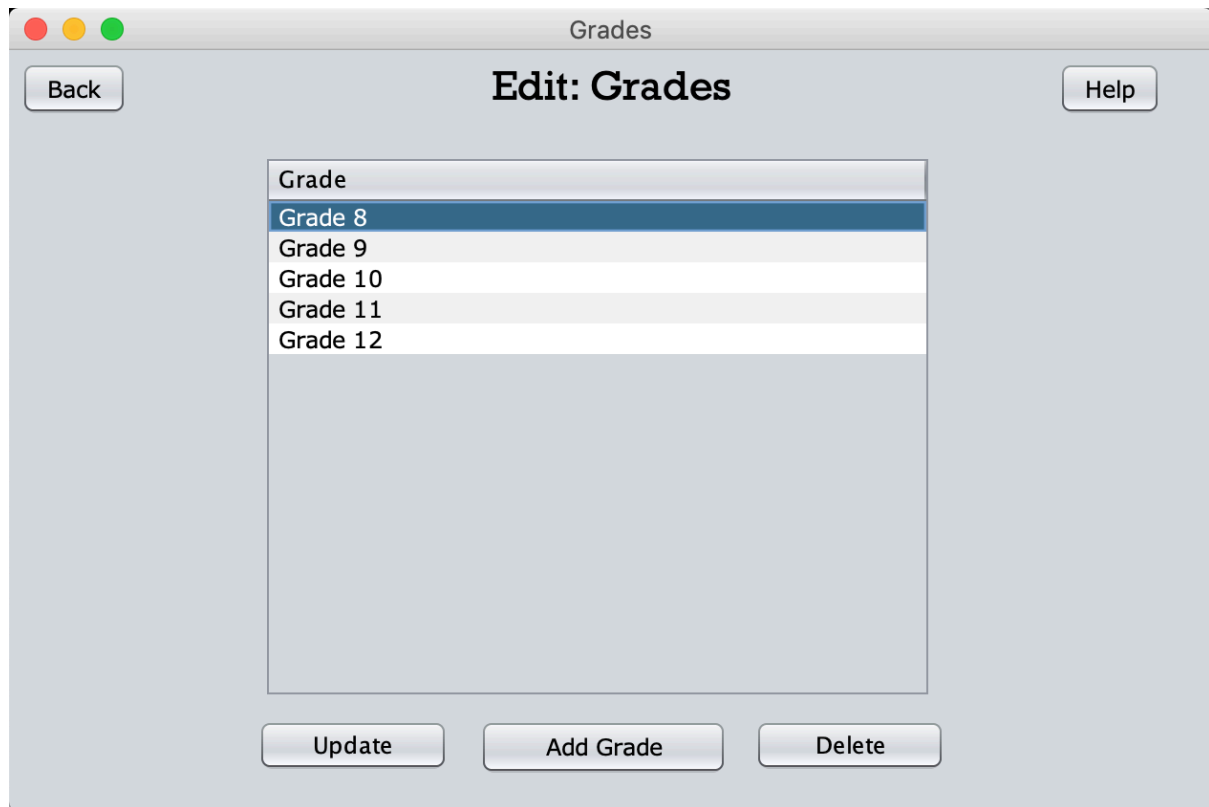 Grades
Back
Edit: Grades
Help
Grade
Grade 8
Grade 9
Grade 10
Grade 11
Grade 12
Update
Add Grade
Delete